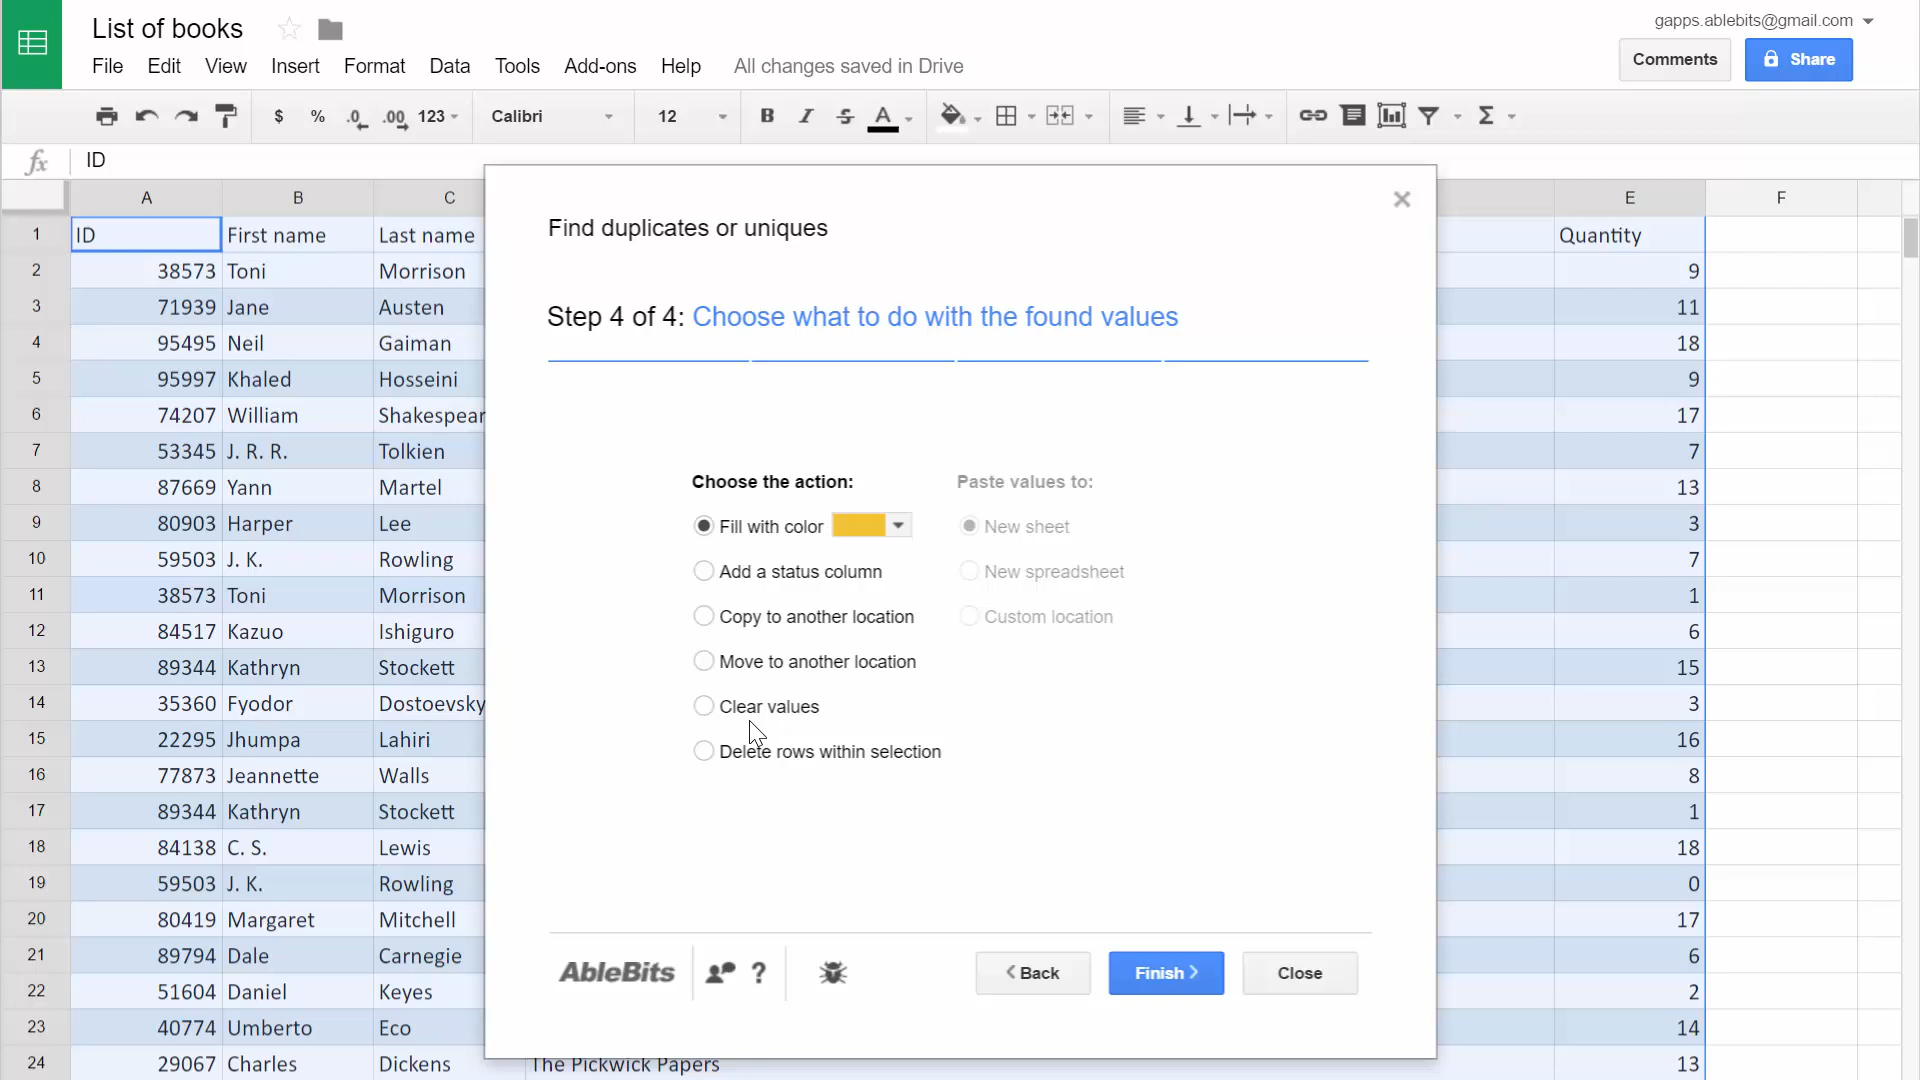 List of books
gapps.ablebits@gmail.com
File Edit View Insert Format Data Tools Add-ons Help All changes saved in Drive
Comments Share
$ % .0 .00 123 Calibri 12 B I S A Σ
fx ID
A B C E F
1 ID First name Last name Quantity
2 38573 Toni Morrison 9
3 71939 Jane Austen 11
4 95495 Neil Gaiman 18
5 95997 Khaled Hosseini 9
6 74207 William Shakespear 17
7 53345 J. R. R. Tolkien 7
8 87669 Yann Martel 13
9 80903 Harper Lee 3
10 59503 J. K. Rowling 7
11 38573 Toni Morrison 1
12 84517 Kazuo Ishiguro 6
13 89344 Kathryn Stockett 15
14 35360 Fyodor Dostoevsky 3
15 22295 Jhumpa Lahiri 16
16 77873 Jeannette Walls 8
17 89344 Kathryn Stockett 1
18 84138 C. S. Lewis 18
19 59503 J. K. Rowling 0
20 80419 Margaret Mitchell 17
21 89794 Dale Carnegie 6
22 51604 Daniel Keyes 2
23 40774 Umberto Eco 14
24 29067 Charles Dickens The Pickwick Papers 13
Find duplicates or uniques
Step 4 of 4: Choose what to do with the found values
Choose the action:
Fill with color
Add a status column
Copy to another location
Move to another location
Clear values
Delete rows within selection
Paste values to:
New sheet
New spreadsheet
Custom location
AbleBits ? Back Finish Close